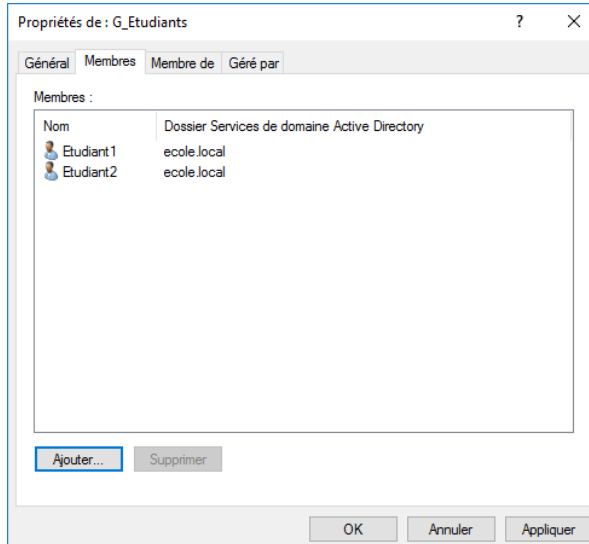 Propriétés de : G_Etudiants ? ×
Général Membres Membre de Géré par
Membres :
Nom Dossier Services de domaine Active Directory
Etudiant1 ecole.local
Etudiant2 ecole.local
Ajouter... Supprimer
OK Annuler Appliquer